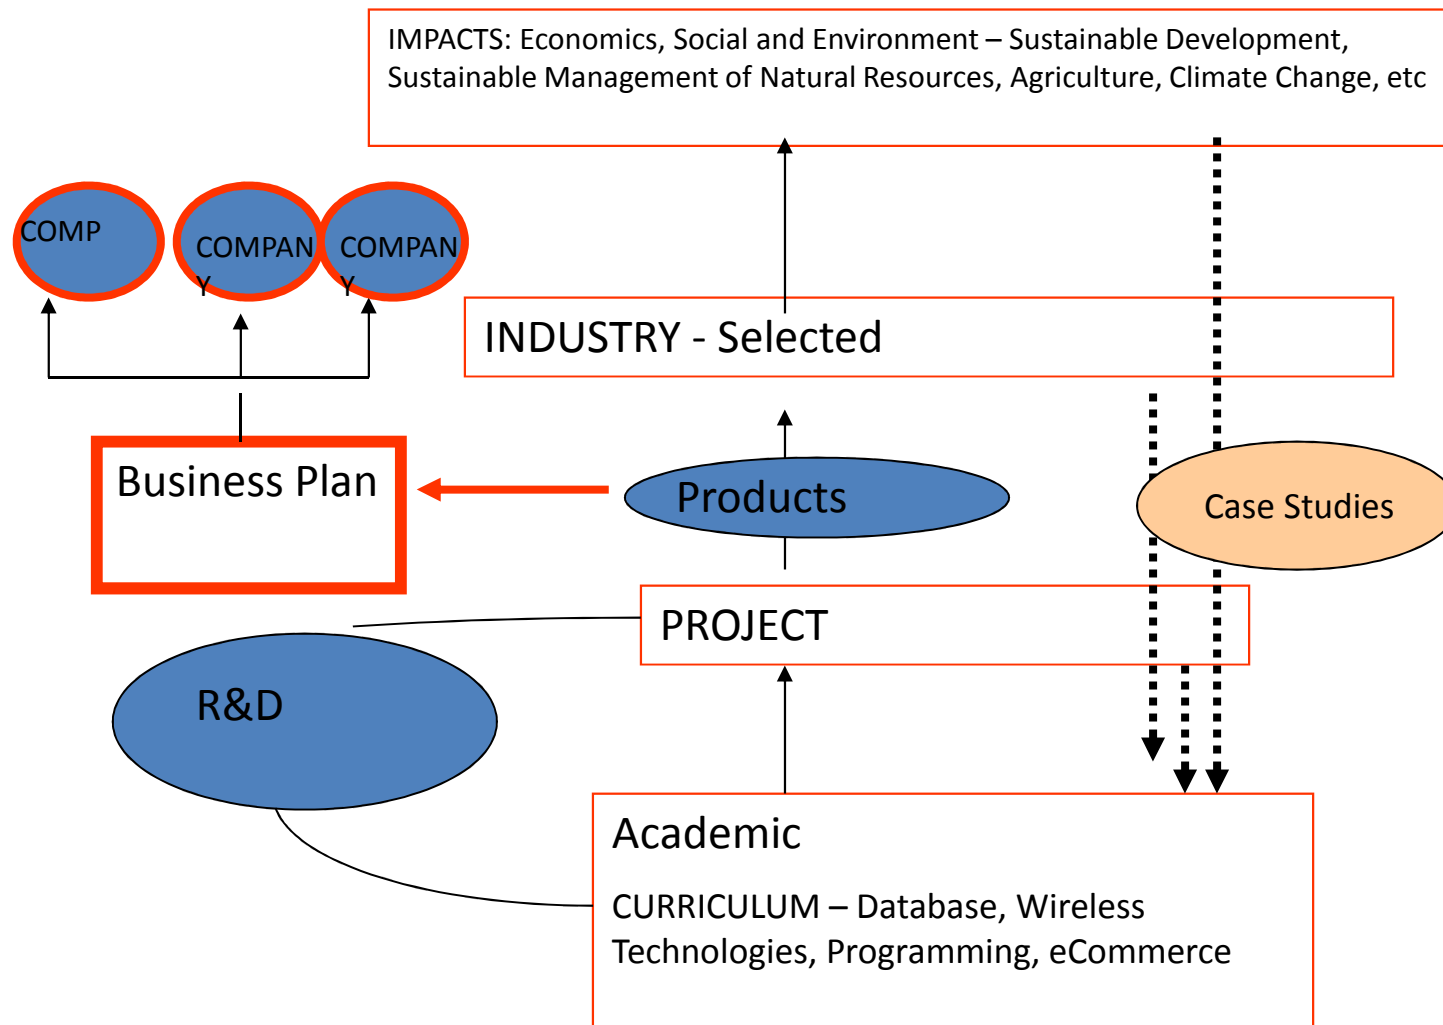 IMPACTS: Economics, Social and Environment – Sustainable Development,
Sustainable Management of Natural Resources, Agriculture, Climate Change, etc
COMP
COMPAN
Y
COMPAN
Y
INDUSTRY - Selected
Business Plan
Products
Case Studies
PROJECT
R&D
Academic
CURRICULUM – Database, Wireless
Technologies, Programming, eCommerce